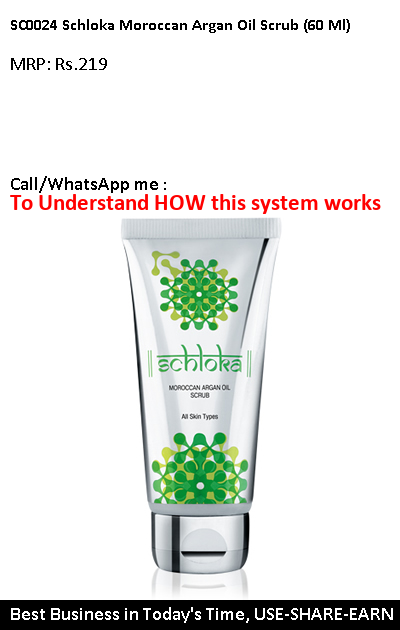 SC0024 Schloka Moroccan Argan Oil Scrub (60 Ml)
MRP: Rs.219
Call/WhatsApp me :
To Understand HOW this system works
schloka
MOROCCAN ARGAN OIL
SCRUB
All Skin Types
Best Business in Today's Time, USE-SHARE-EARN